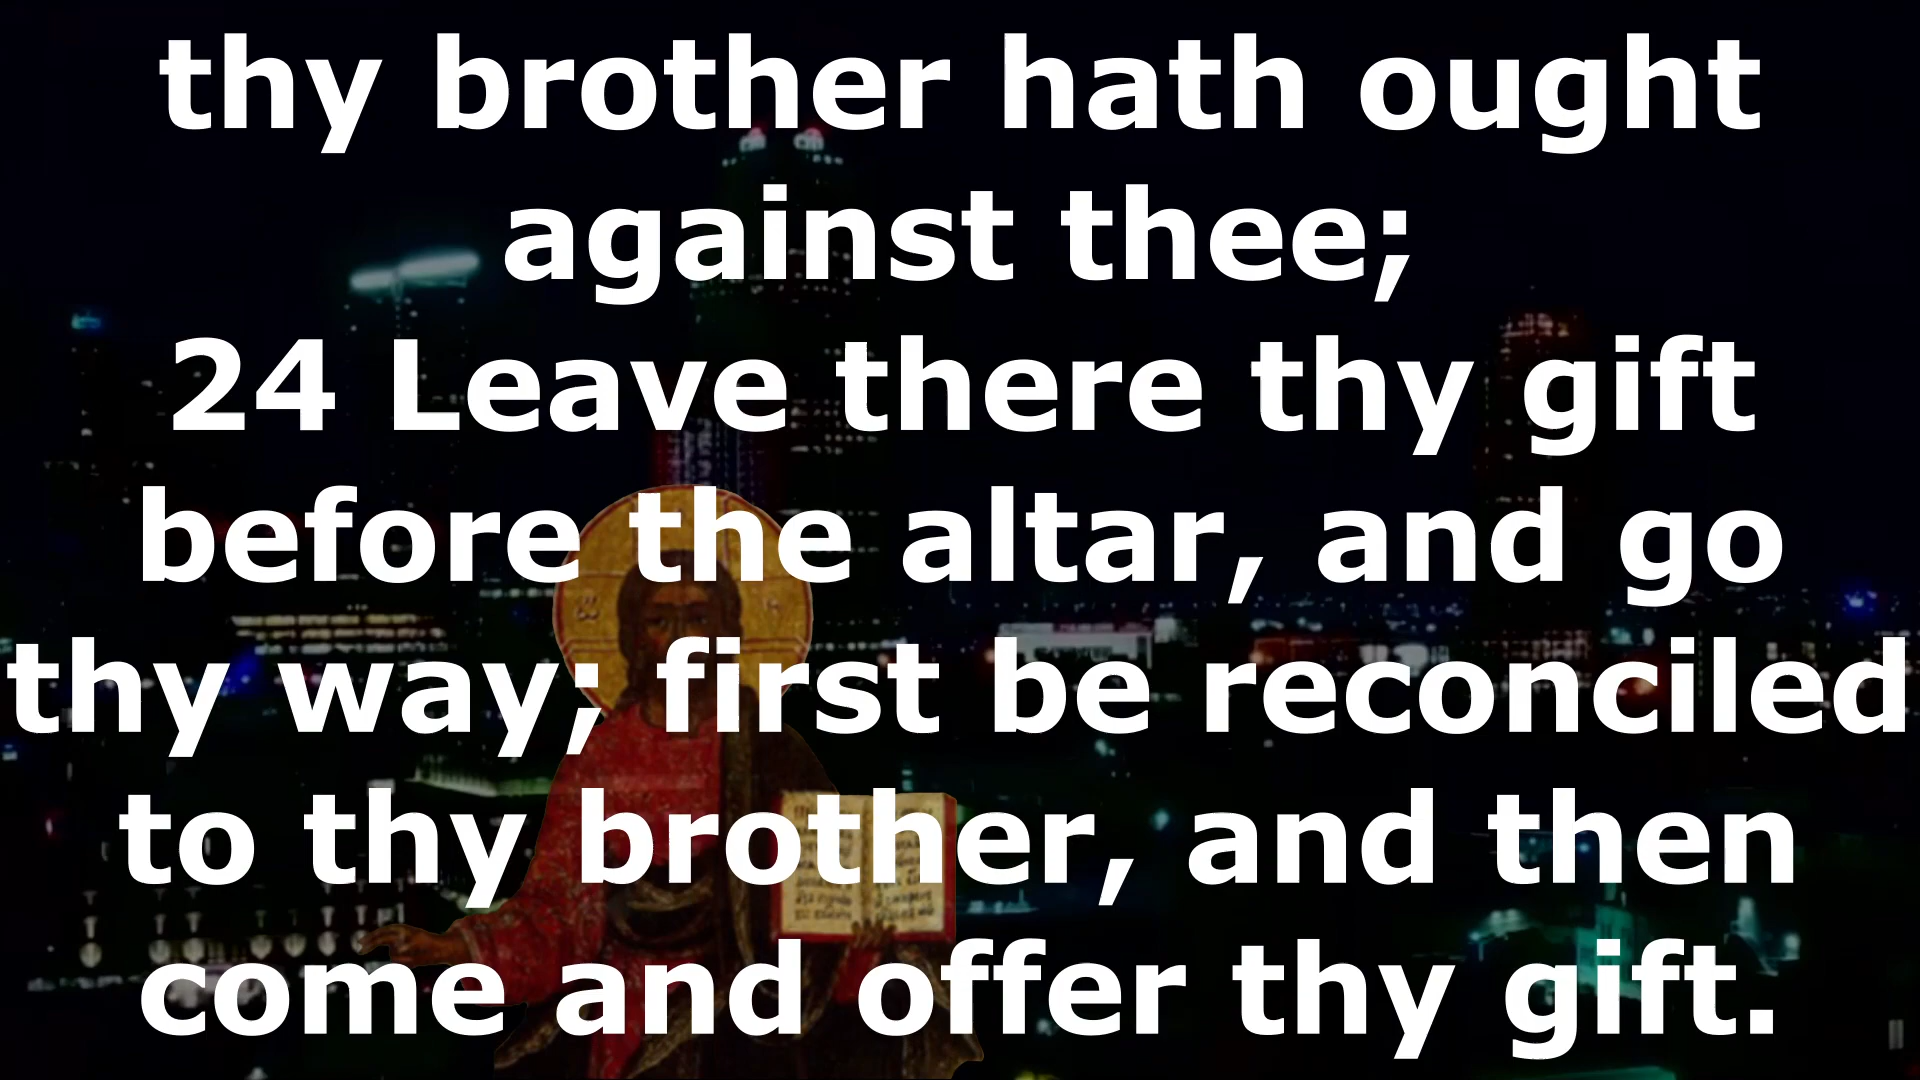 thy brother hath ought
against thee;
24 Leave there thy gift
before the altar, and go
thy way; first be reconciled
to thy brother, and then
come and offer thy gift.